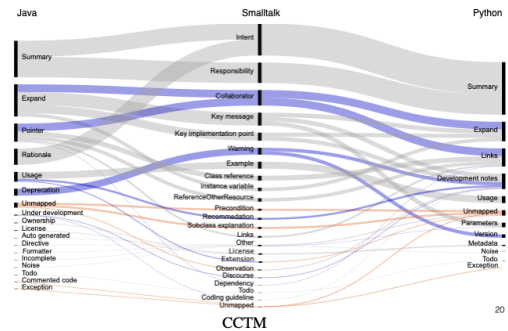 Java Smalltalk Python
Summary
Expand
Pointer
Rationale
Usage
Deprecation
Unmapped
Under development
Ownership
License
Auto generated
Directive
Formatter
Incomplete
Noise
Todo
Commented code
Exception
Intent
Responsibility
Collaborator
Key message
Key implementation point
Warning
Example
Class reference
Instance variable
ReferenceOtherResource
Precondition
Recommedation
Subclass explanation
Links
Other
License
Extension
Observation
Discourse
Dependency
Todo
Coding guideline
Unmapped
Summary
Expand
Links
Development notes
Usage
Unmapped
Parameters
Version
Metadata
Noise
Todo
Exception
20
CCTM